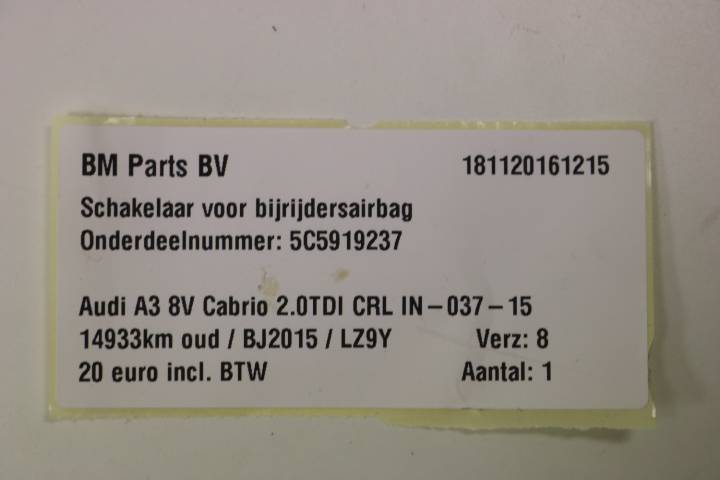 BM Parts BV 181120161215
Schakelaar voor bijrijdersairbag
Onderdeelnummer: 5C5919237
Audi A3 8V Cabrio 2.0TDI CRL IN-037-15
14933km oud / BJ2015 / LZ9Y Verz: 8
20 euro incl. BTW Aantal: 1